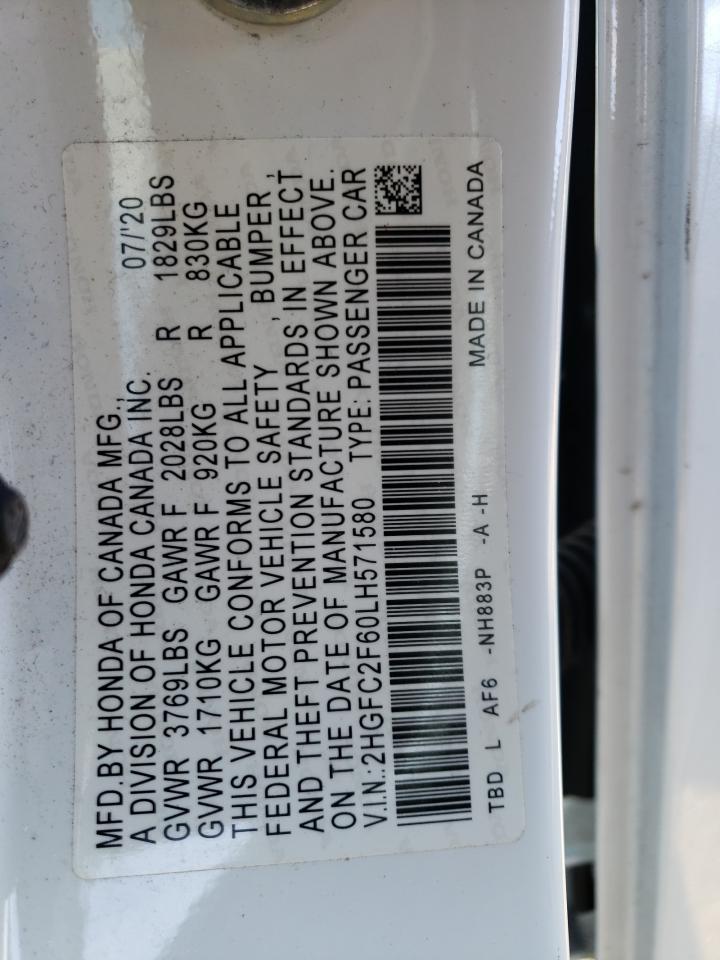 MFD.BY HONDA OF CANADA MFG., 07/'20
A DIVISION OF HONDA CANADA INC.
GVWR 3769LBS GAWR F 2028LBS R 1829LBS
GVWR 1710KG GAWR F 920KG R 830KG
THIS VEHICLE CONFORMS TO ALL APPLICABLE
FEDERAL MOTOR VEHICLE SAFETY , BUMPER ,
AND THEFT PREVENTION STANDARDS IN EFFECT
ON THE DATE OF MANUFACTURE SHOWN ABOVE.
V.I.N.:2HGFC2F60LH571580 TYPE: PASSENGER CAR
TBD L AF6 -NH883P -A -H MADE IN CANADA